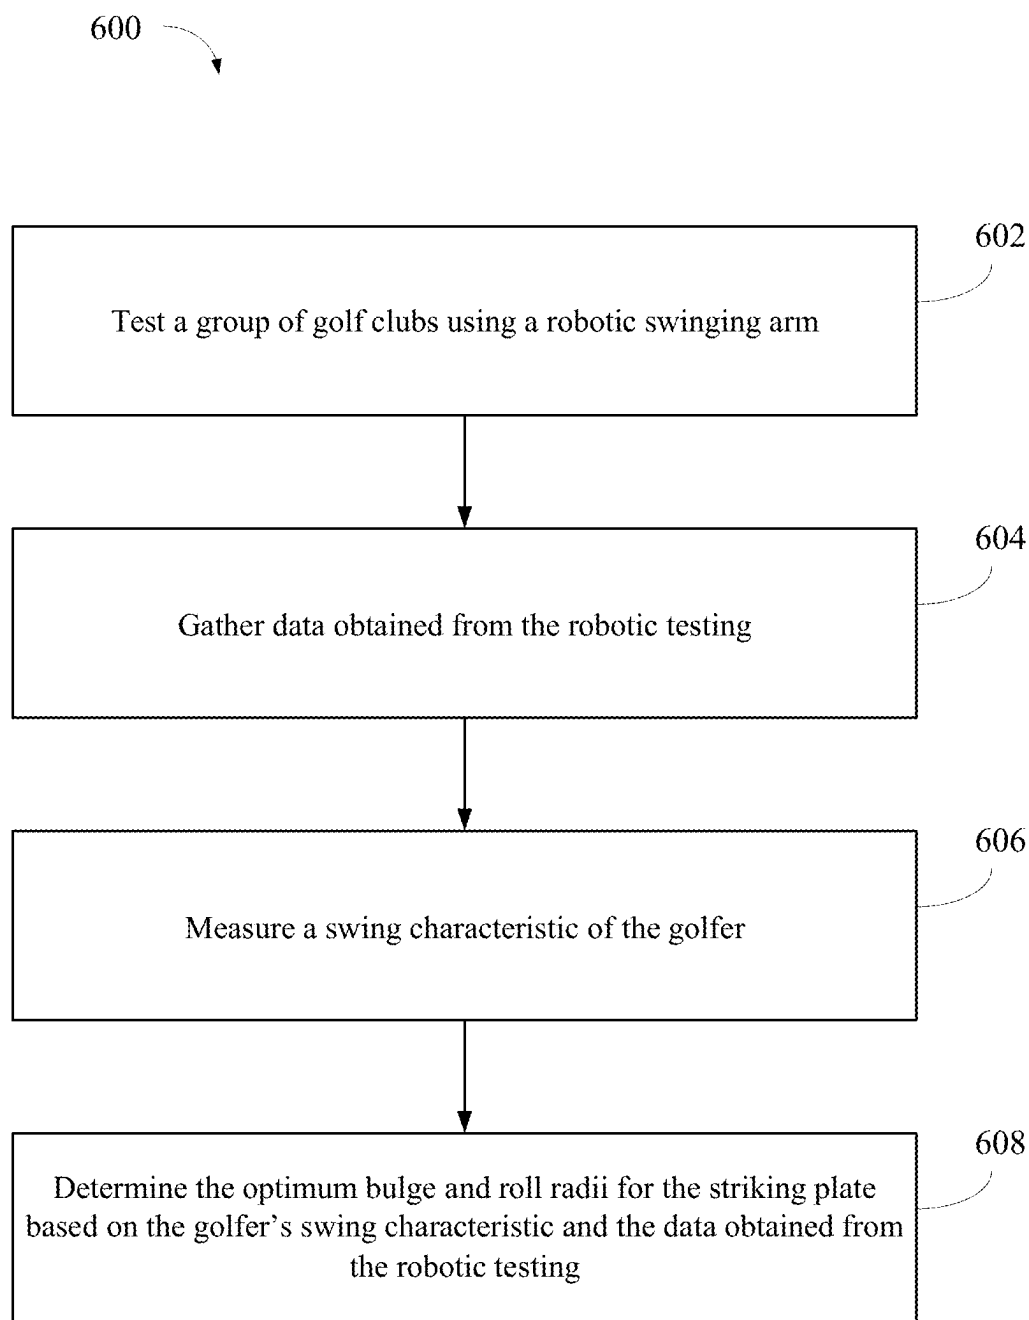 600
602
Test a group of golf clubs using a robotic swinging arm
604
Gather data obtained from the robotic testing
606
Measure a swing characteristic of the golfer
608
Determine the optimum bulge and roll radii for the striking plate
based on the golfer's swing characteristic and the data obtained from
the robotic testing